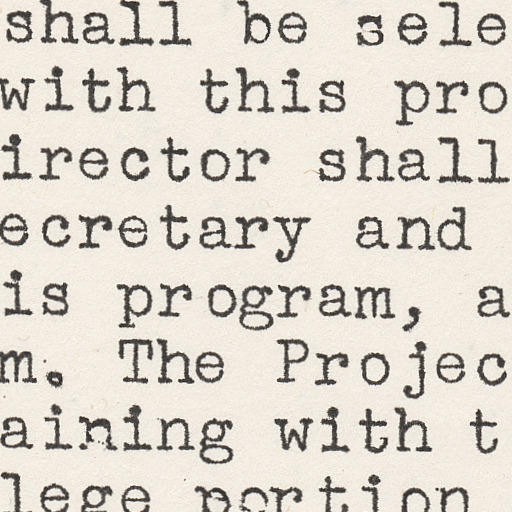 shall be sele
with this pro
irector shall
ecretary and
is program, a
m. The Projec
aining with t
lege portion